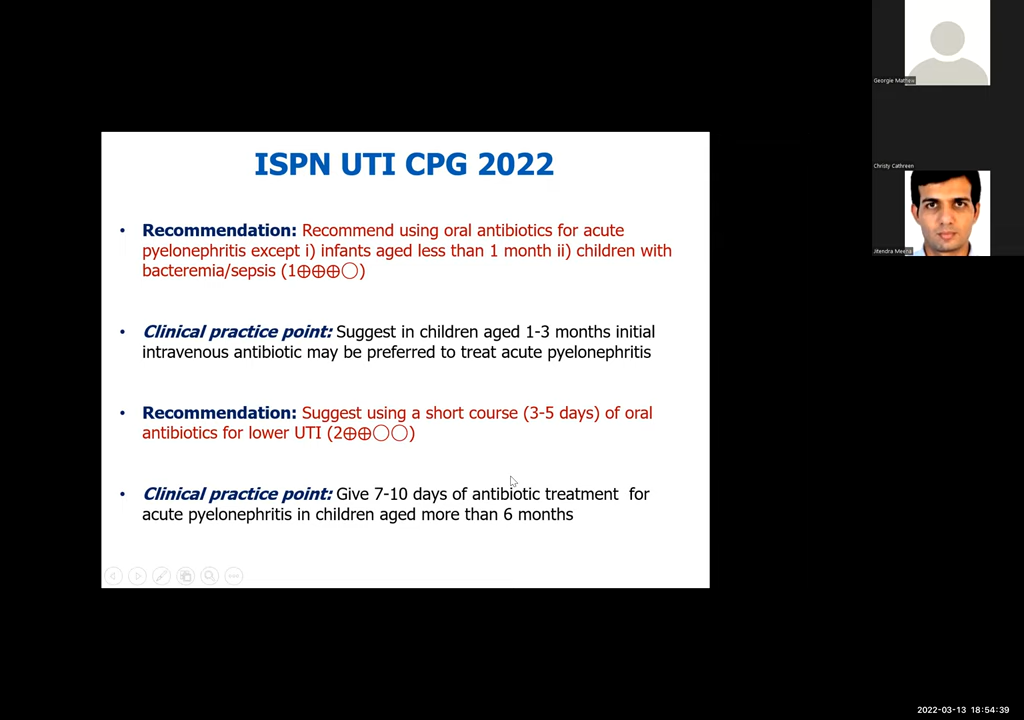 ISPN UTI CPG 2022
• Recommendation: Recommend using oral antibiotics for acute
pyelonephritis except i) infants aged less than 1 month ii) children with
bacteremia/sepsis (1⊕⊕⊕◯)
• Clinical practice point: Suggest in children aged 1-3 months initial
intravenous antibiotic may be preferred to treat acute pyelonephritis
• Recommendation: Suggest using a short course (3-5 days) of oral
antibiotics for lower UTI (2⊕⊕◯◯)
• Clinical practice point: Give 7-10 days of antibiotic treatment for
acute pyelonephritis in children aged more than 6 months
Georgie Mathew
Christy Cathreen
Jitendra Meena
2022-03-13 18:54:39